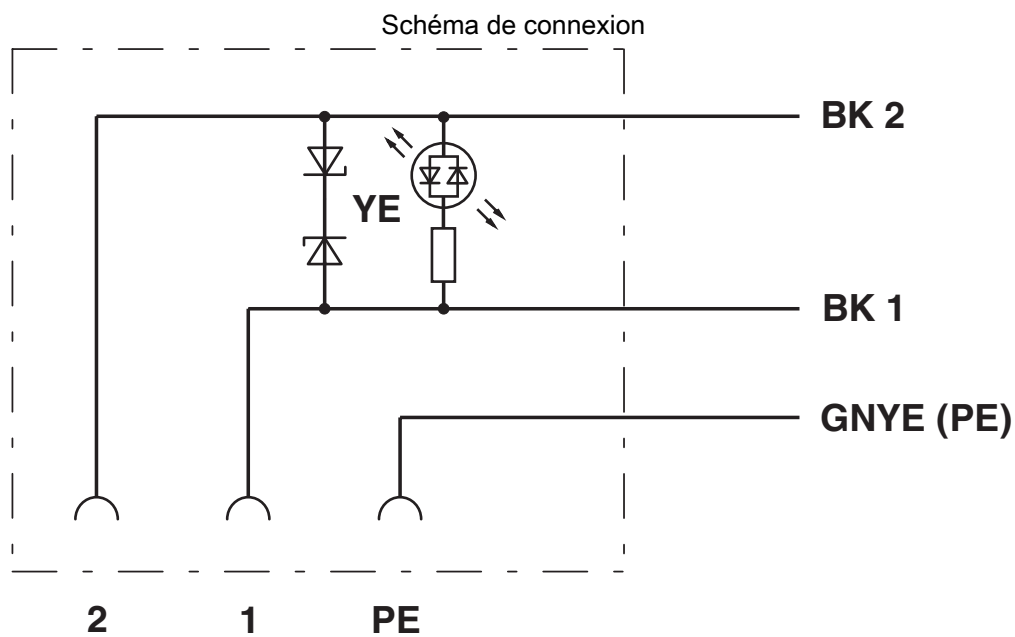 Schéma de connexion
BK 2
YE
BK 1
GNYE (PE)
2 1 PE